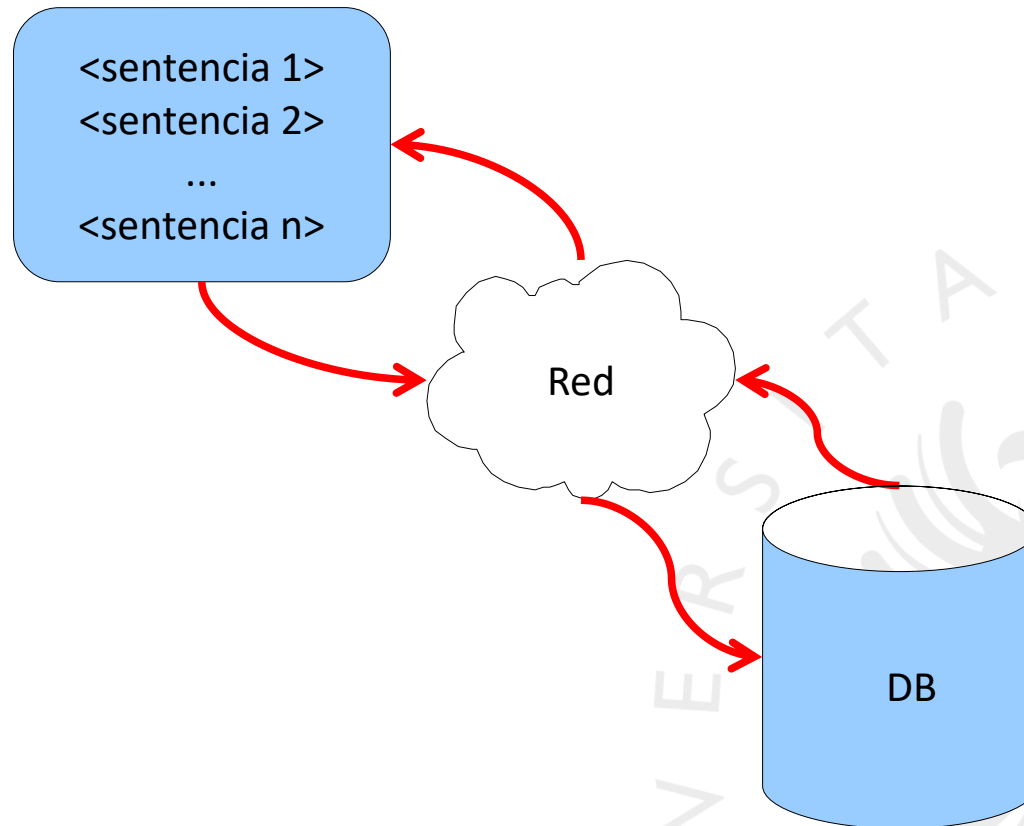 <sentencia 1>
<sentencia 2>
...
<sentencia n>
Red
DB
V E R S I T A